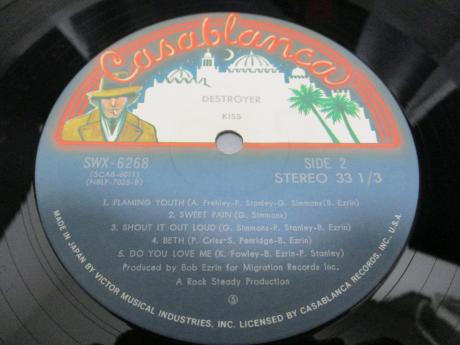 Casablanca
DESTROYER
KISS
SWX-6268
(SCAB-6011)
(NBLP-7025-B)
SIDE 2
STEREO 33 1/3
1. FLAMING YOUTH (A. Frehley-P. Stanley-G. Simmons-B. Ezrin)
2. SWEET PAIN (G. Simmons)
3. SHOUT IT OUT LOUD (G. Simmons-P. Stanley-B. Ezrin)
4. BETH (P. Criss-S. Penridge-B. Ezrin)
5. DO YOU LOVE ME (K. Fowley-B. Ezrin-P. Stanley)
Produced by Bob Ezrin for Migration Records Inc.
A Rock Steady Production
Ⓢ
MADE IN JAPAN BY VICTOR MUSICAL INDUSTRIES, INC. LICENSED BY CASABLANCA RECORDS, INC., U.S.A.